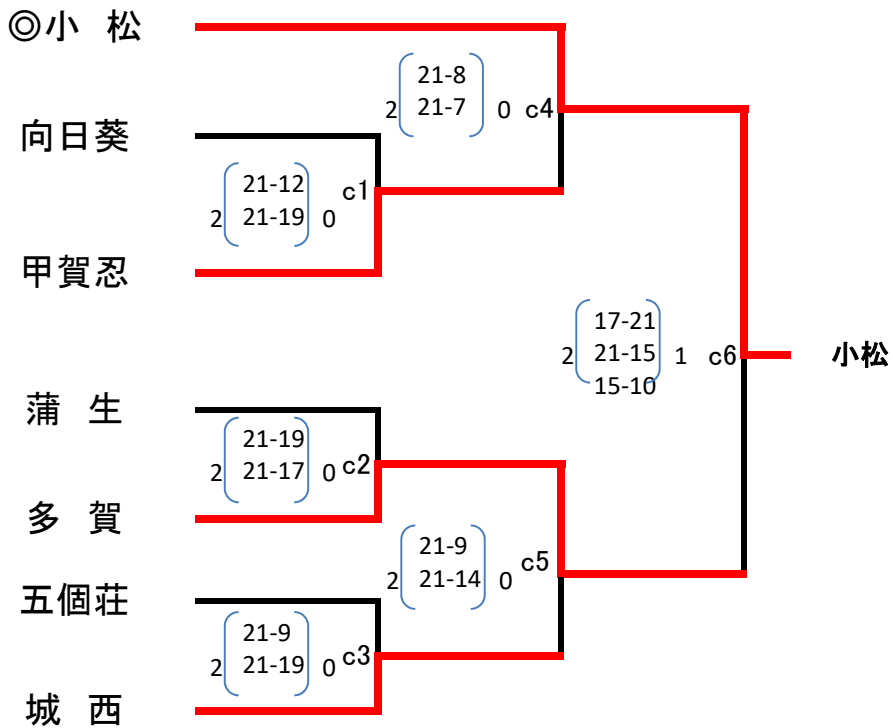 ◎小 松
21-8
2 21-7 0 c4
向日葵
21-12 c1
2 21-19 0
甲賀忍
17-21
2 21-15 1 c6 小松
15-10
蒲 生
21-19
2 21-17 0 c2
多 賀
21-9 c5
2 21-14 0
五個荘
21-9
2 21-19 0 c3
城 西